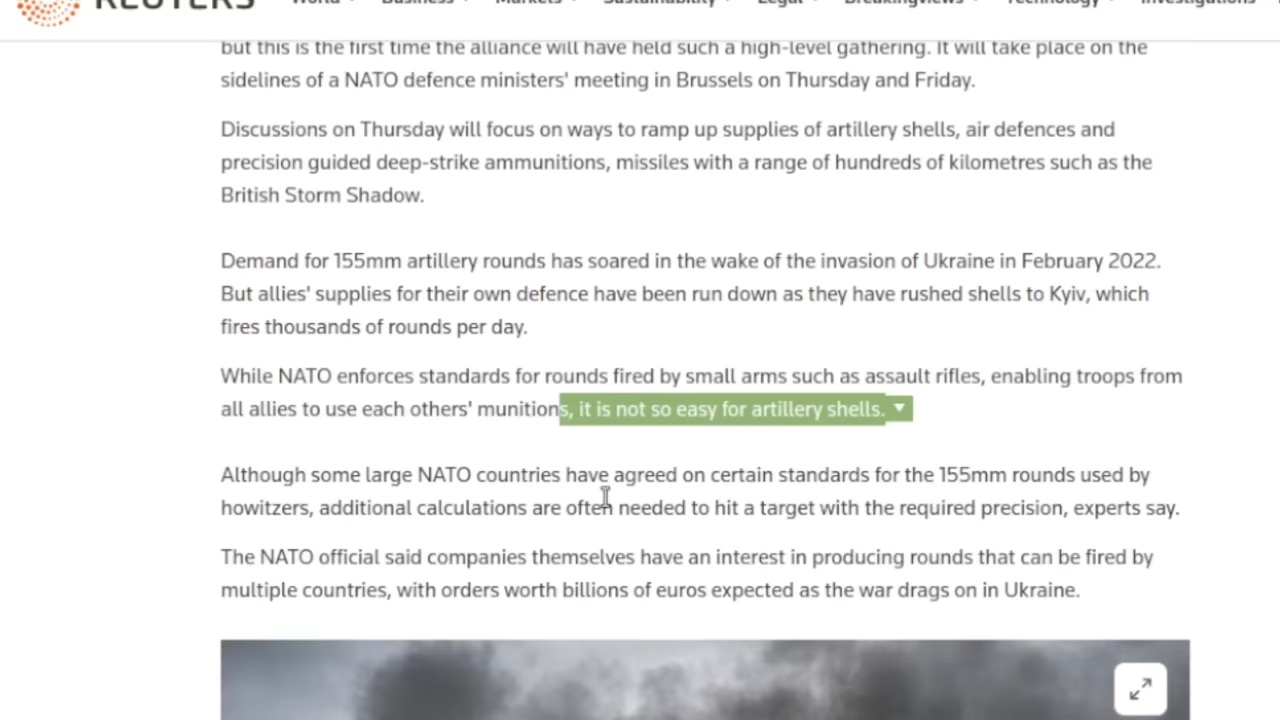 REUTERS World Business Markets Sustainability Legal Breakingviews Technology Investigations
but this is the first time the alliance will have held such a high-level gathering. It will take place on the
sidelines of a NATO defence ministers' meeting in Brussels on Thursday and Friday.
Discussions on Thursday will focus on ways to ramp up supplies of artillery shells, air defences and
precision guided deep-strike ammunitions, missiles with a range of hundreds of kilometres such as the
British Storm Shadow.
Demand for 155mm artillery rounds has soared in the wake of the invasion of Ukraine in February 2022.
But allies' supplies for their own defence have been run down as they have rushed shells to Kyiv, which
fires thousands of rounds per day.
While NATO enforces standards for rounds fired by small arms such as assault rifles, enabling troops from
all allies to use each others' munitions, it is not so easy for artillery shells.
Although some large NATO countries have agreed on certain standards for the 155mm rounds used by
howitzers, additional calculations are often needed to hit a target with the required precision, experts say.
The NATO official said companies themselves have an interest in producing rounds that can be fired by
multiple countries, with orders worth billions of euros expected as the war drags on in Ukraine.